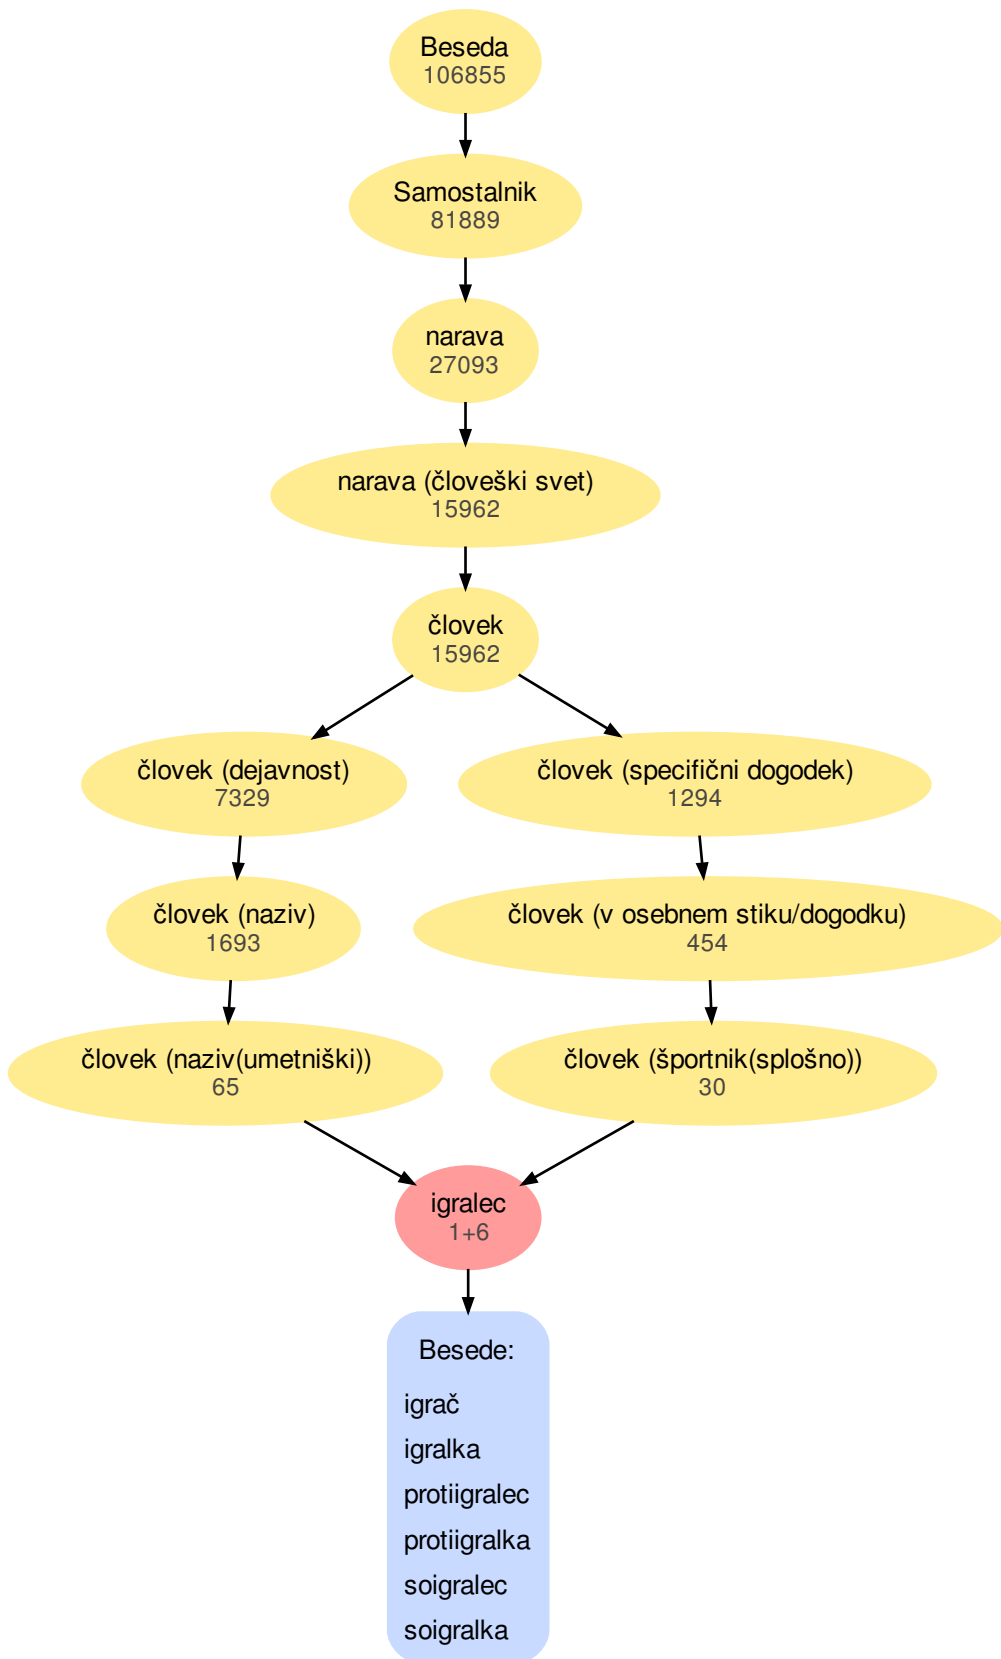 Beseda
106855
Samostalnik
81889
narava
27093
narava (človeški svet)
15962
človek
15962
človek (dejavnost)
7329
človek (specifični dogodek)
1294
človek (naziv)
1693
človek (v osebnem stiku/dogodku)
454
človek (naziv(umetniški))
65
človek (športnik(splošno))
30
igralec
1+6
Besede:
igrač
igralka
protiigralec
protiigralka
soigralec
soigralka